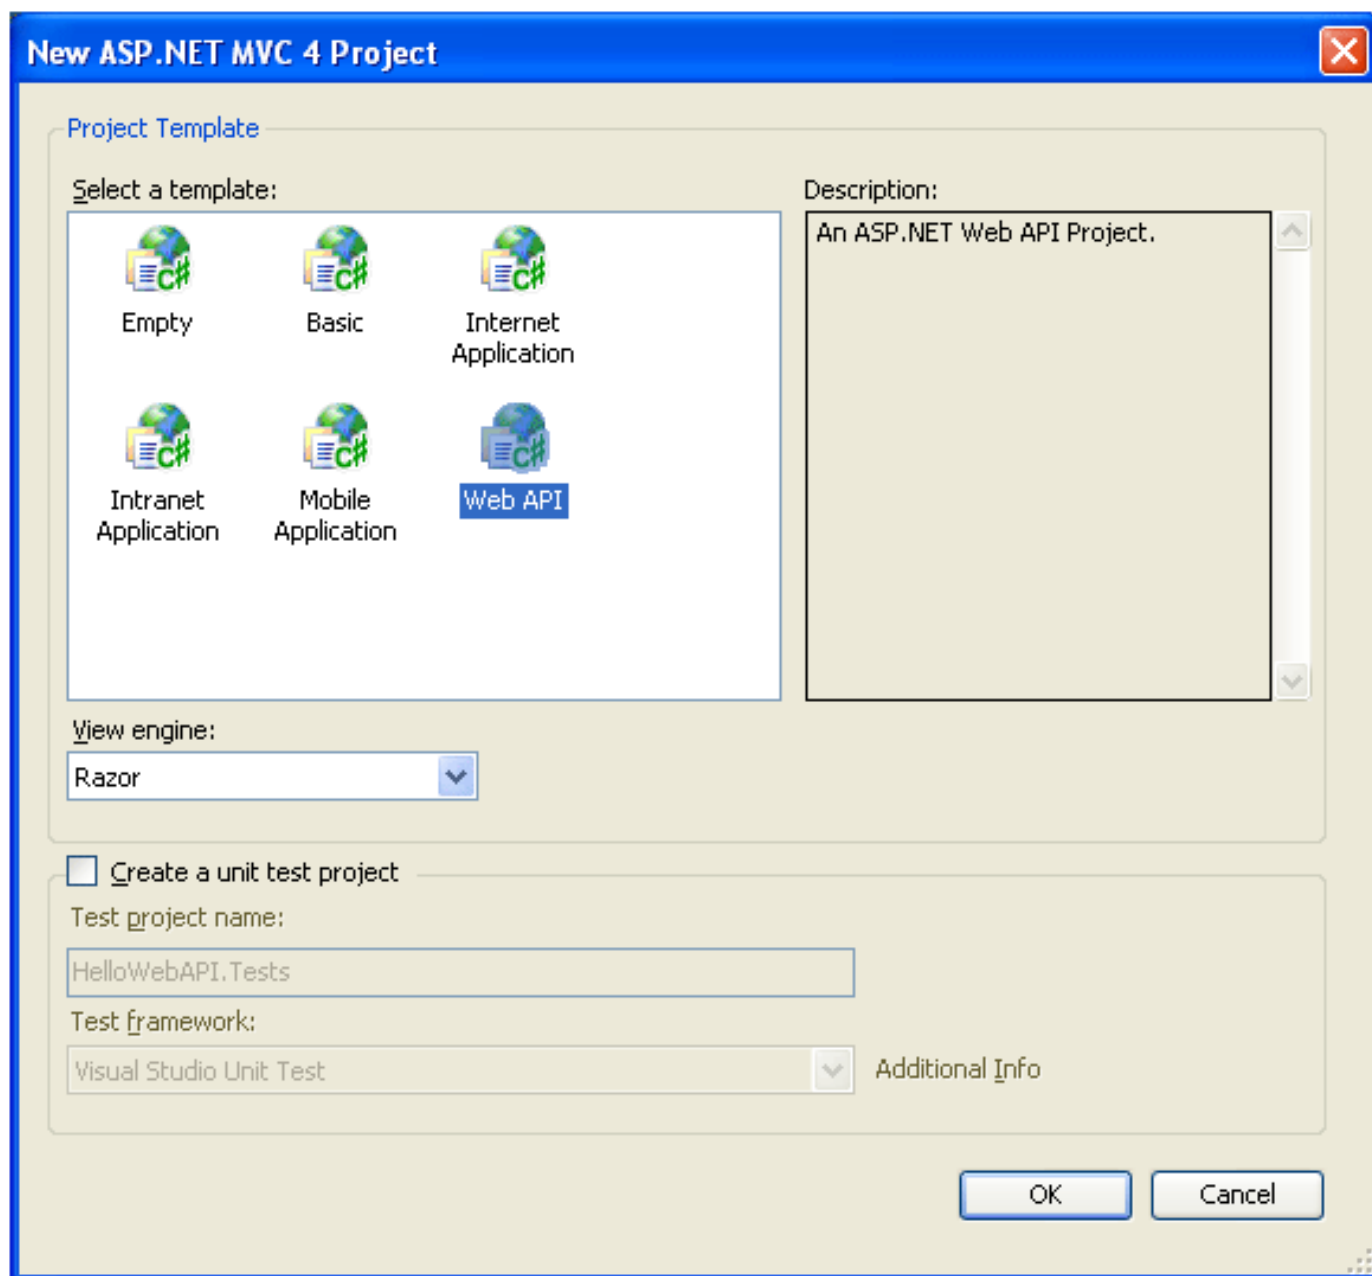 New ASP.NET MVC 4 Project
Project Template
Select a template:
Description:
An ASP.NET Web API Project.
C#
C#
C#
Empty
Basic
Internet
Application
C#
C#
C#
Intranet
Application
Mobile
Application
Web API
View engine:
Razor
Create a unit test project
Test project name:
HelloWebAPI.Tests
Test framework:
Visual Studio Unit Test
Additional Info
OK
Cancel